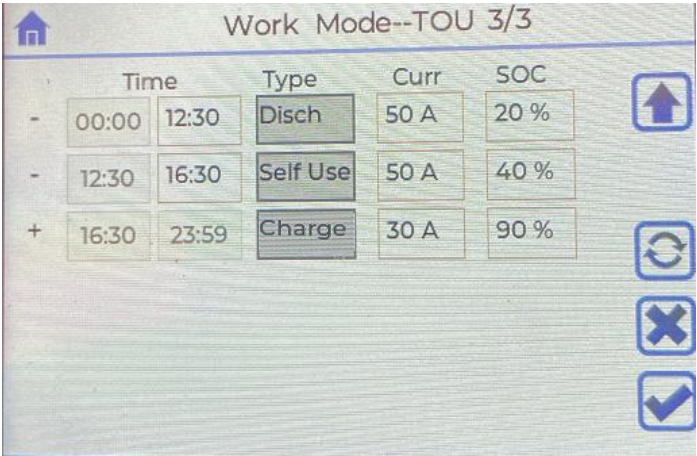 Work Mode--TOU 3/3
Time Type Curr SOC
- 00:00 12:30 Disch 50 A 20 %
- 12:30 16:30 Self Use 50 A 40 %
+ 16:30 23:59 Charge 30 A 90 %